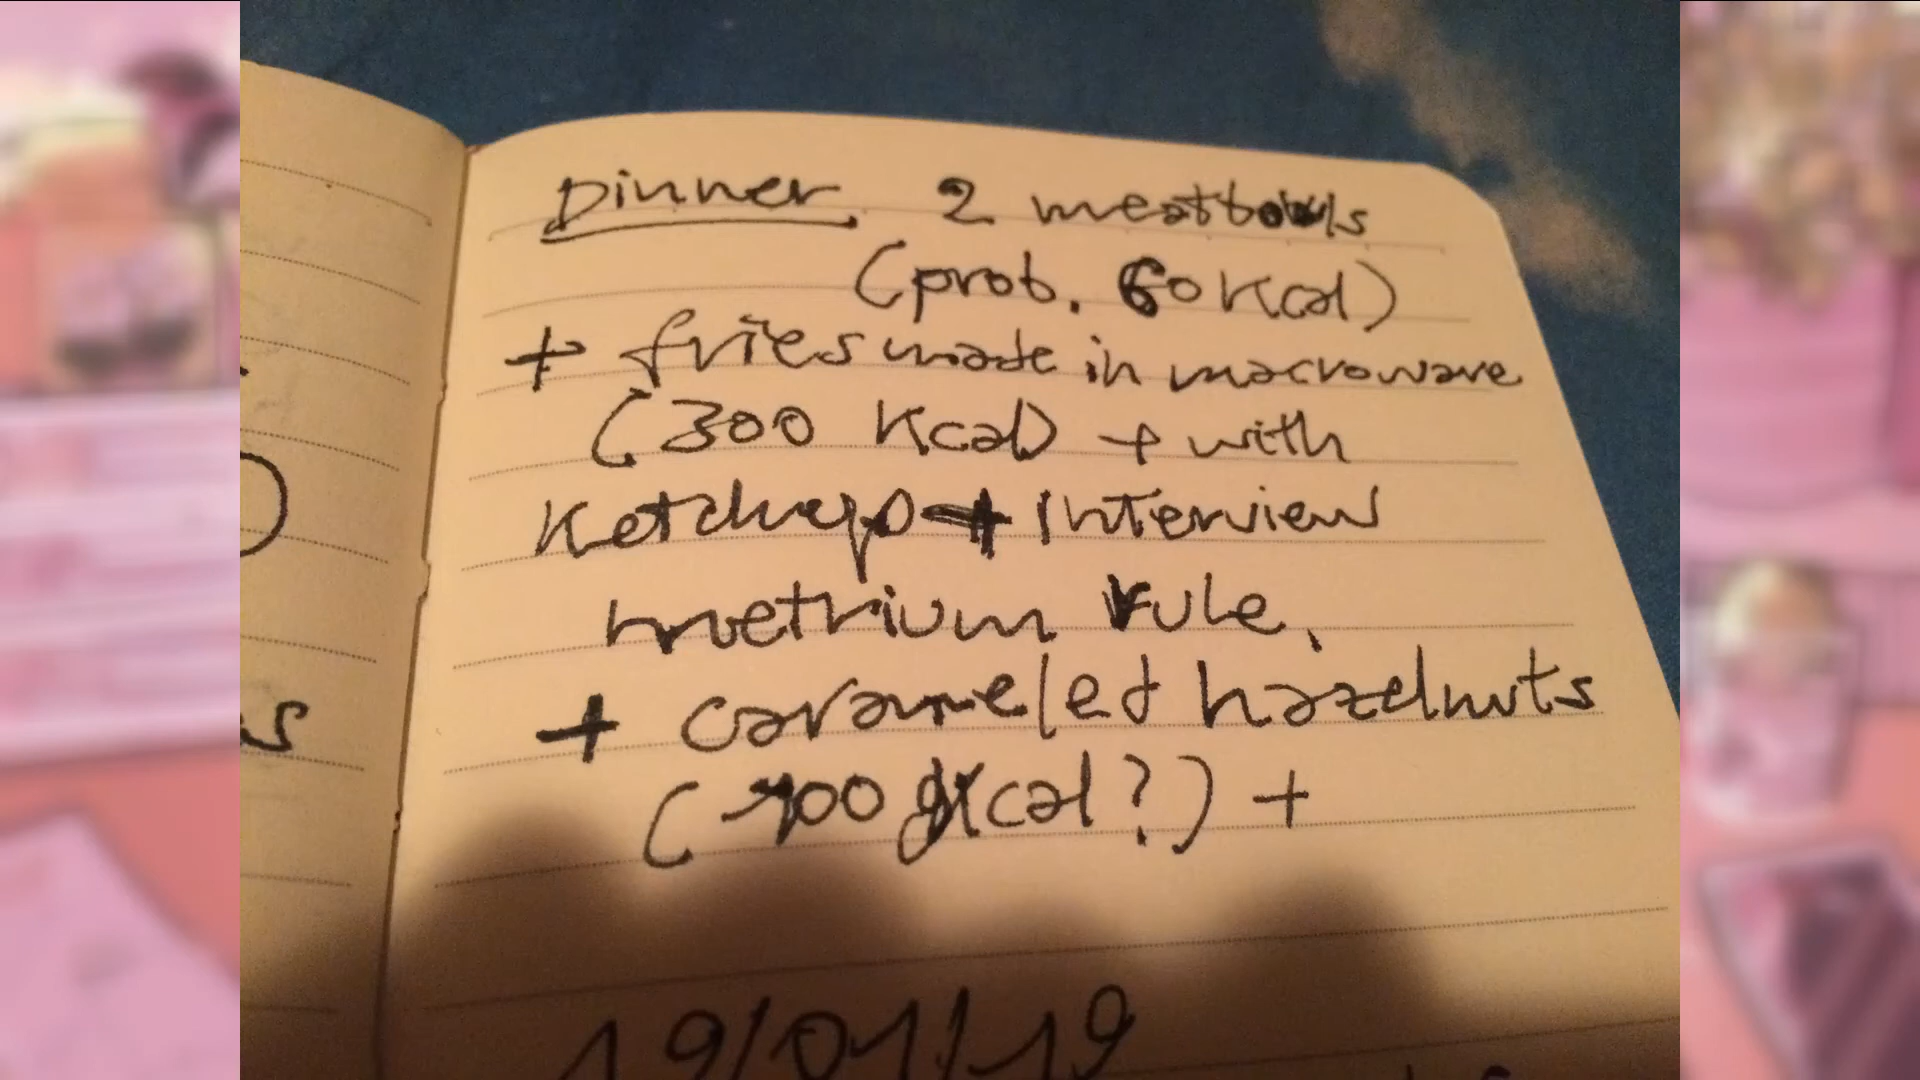 Dinner. 2 meatballs
(prob. 60 Kcal)
+ fries made in macrowave
(300 Kcal) + with
Ketchup + Interview
metrium rule.
+ carameled hazelnuts
(100 Kcal?) +
19/01/19
s